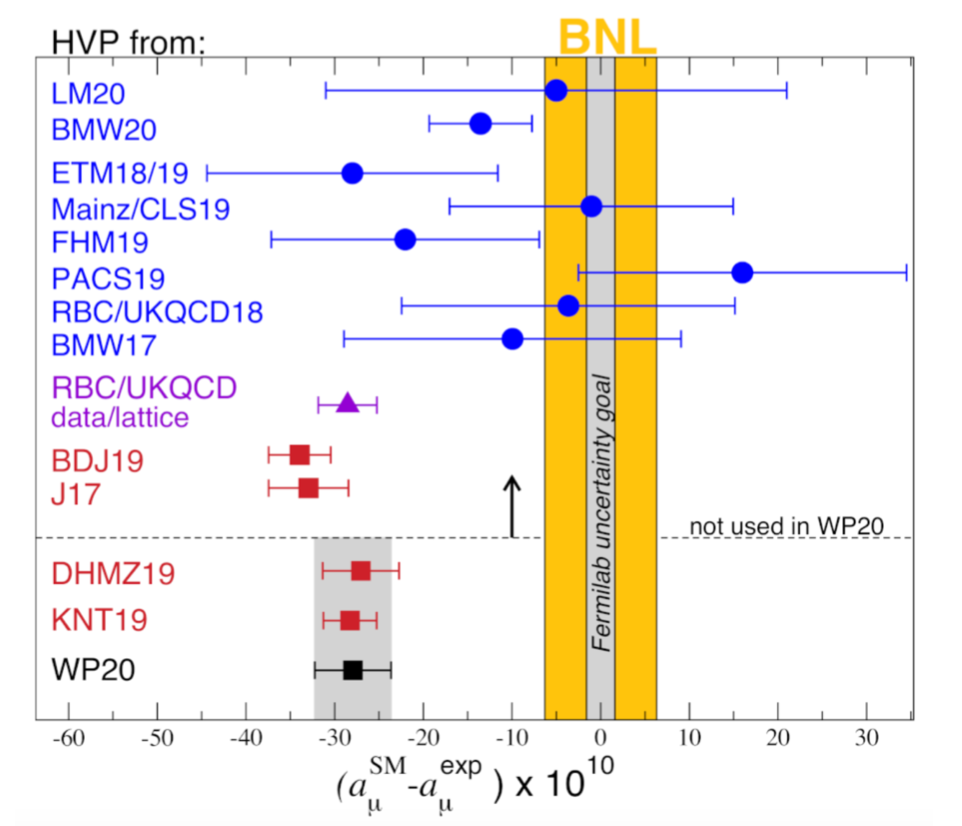 HVP from:
BNL
LM20
BMW20
ETM18/19
Mainz/CLS19
FHM19
PACS19
RBC/UKQCD18
BMW17
RBC/UKQCD
data/lattice
BDJ19
J17
Fermilab uncertainty goal
not used in WP20
DHMZ19
KNT19
WP20
-60 -50 -40 -30 -20 -10 0 10 20 30
(a_μ^SM -a_μ^exp) x 10^10